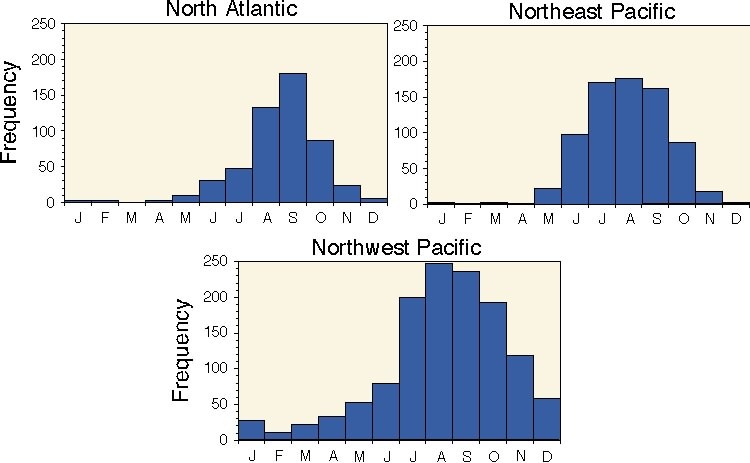 North Atlantic
Frequency
250
200
150
100
50
0
J F M A M J J A S O N D
Northeast Pacific
250
200
150
100
50
0
J F M A M J J A S O N D
Northwest Pacific
Frequency
250
200
150
100
50
0
J F M A M J J A S O N D